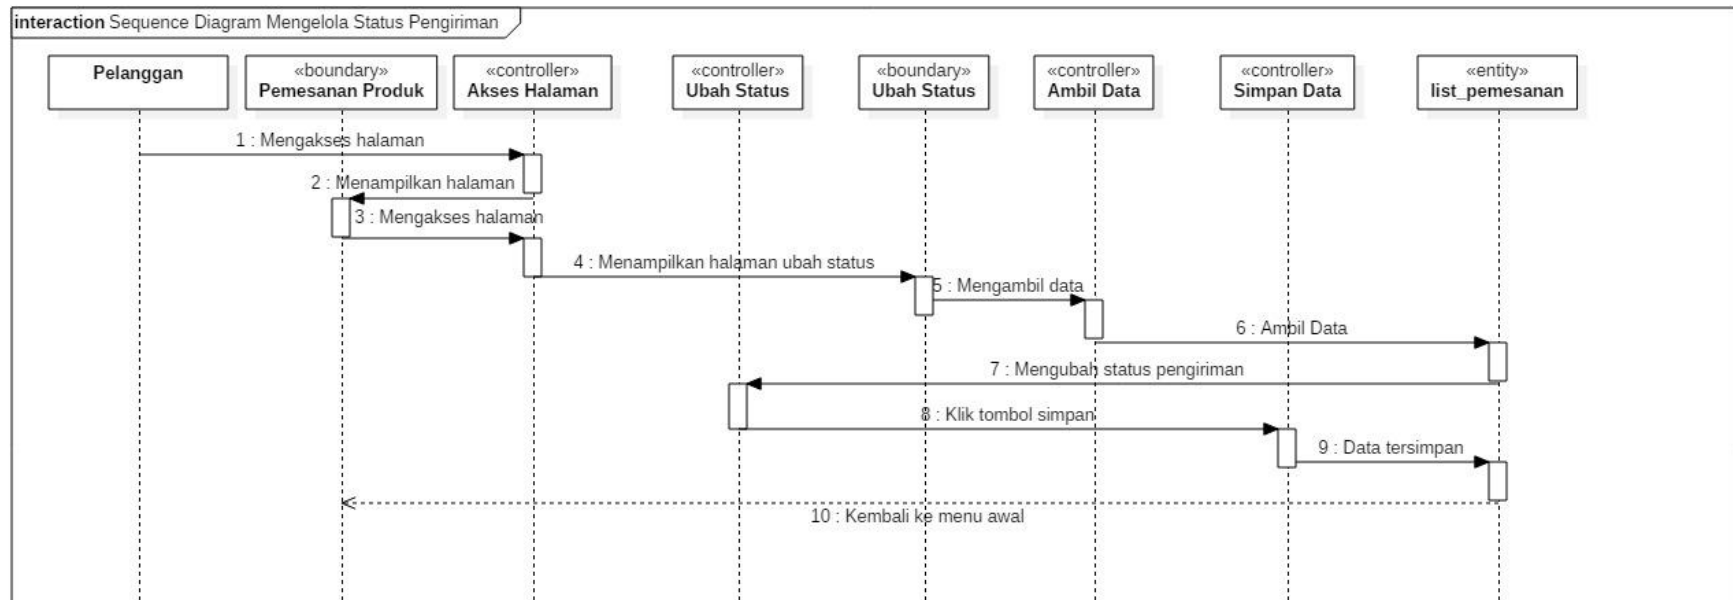 interaction Sequence Diagram Mengelola Status Pengiriman
Pelanggan
«boundary»
Pemesanan Produk
«controller»
Akses Halaman
«controller»
Ubah Status
«boundary»
Ubah Status
«controller»
Ambil Data
«controller»
Simpan Data
«entity»
list_pemesanan
1 : Mengakses halaman
2 : Menampilkan halaman
3 : Mengakses halaman
4 : Menampilkan halaman ubah status
5 : Mengambil data
6 : Ambil Data
7 : Mengubah status pengiriman
8 : Klik tombol simpan
9 : Data tersimpan
10 : Kembali ke menu awal